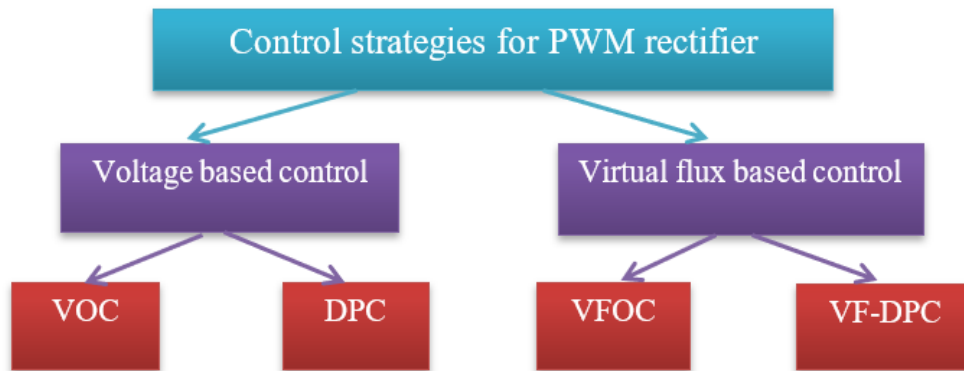 Control strategies for PWM rectifier
Voltage based control
Virtual flux based control
VOC
DPC
VFOC
VF-DPC